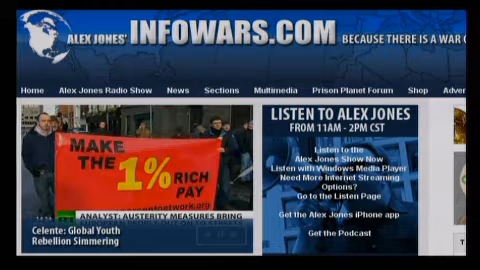 ALEX JONES' INFOWARS.COM BECAUSE THERE IS A WAR
Home Alex Jones Radio Show News Sections Multimedia Prison Planet Forum Shop Adver
MAKE
THE 1% RICH
PAY
ANALYST: AUSTERITY MEASURES BRING
Celente: Global Youth
Rebellion Simmering
LISTEN TO ALEX JONES
FROM 11AM - 2PM CST
Listen to the
Alex Jones Show Now
Listen with Windows Media Player
Need More Internet Streaming
Options?
Go to the Listen Page
Get the Alex Jones iPhone app
Get the Podcast